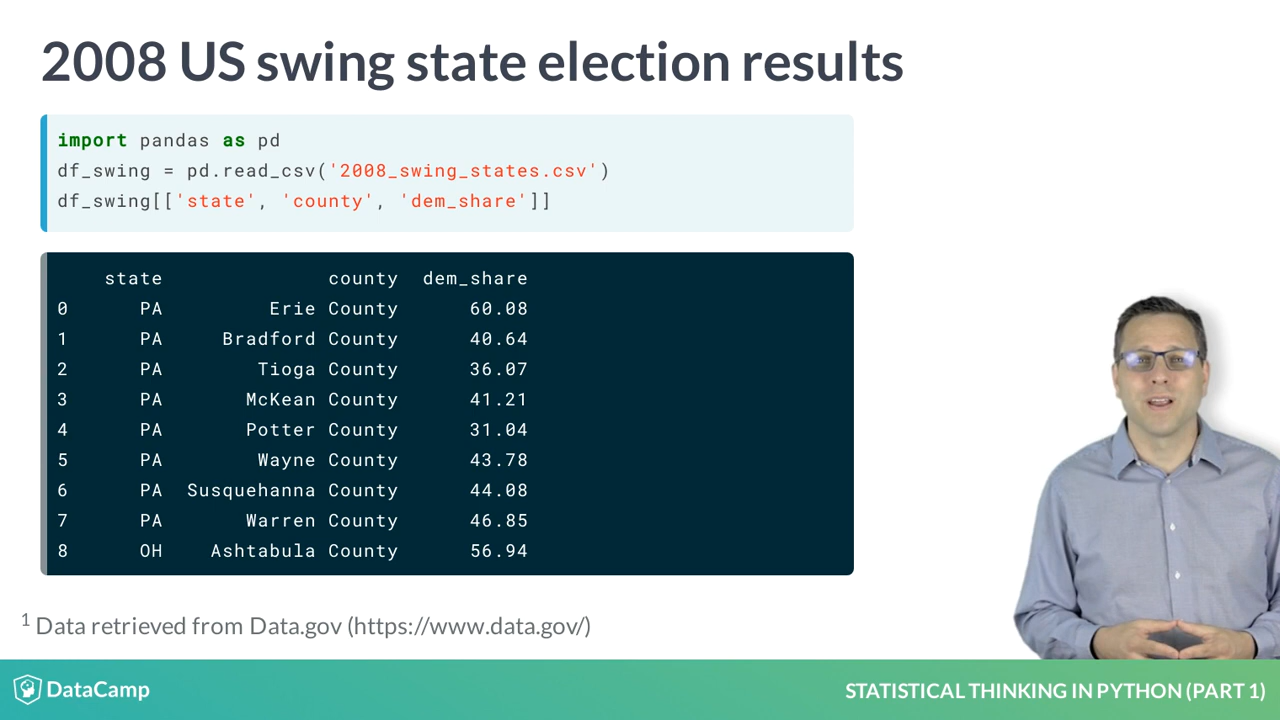 2008 US swing state election results
import pandas as pd
df_swing = pd.read_csv('2008_swing_states.csv')
df_swing[['state', 'county', 'dem_share']]
state county dem_share
0 PA Erie County 60.08
1 PA Bradford County 40.64
2 PA Tioga County 36.07
3 PA McKean County 41.21
4 PA Potter County 31.04
5 PA Wayne County 43.78
6 PA Susquehanna County 44.08
7 PA Warren County 46.85
8 OH Ashtabula County 56.94
1 Data retrieved from Data.gov (https://www.data.gov/)
DataCamp
STATISTICAL THINKING IN PYTHON (PART 1)